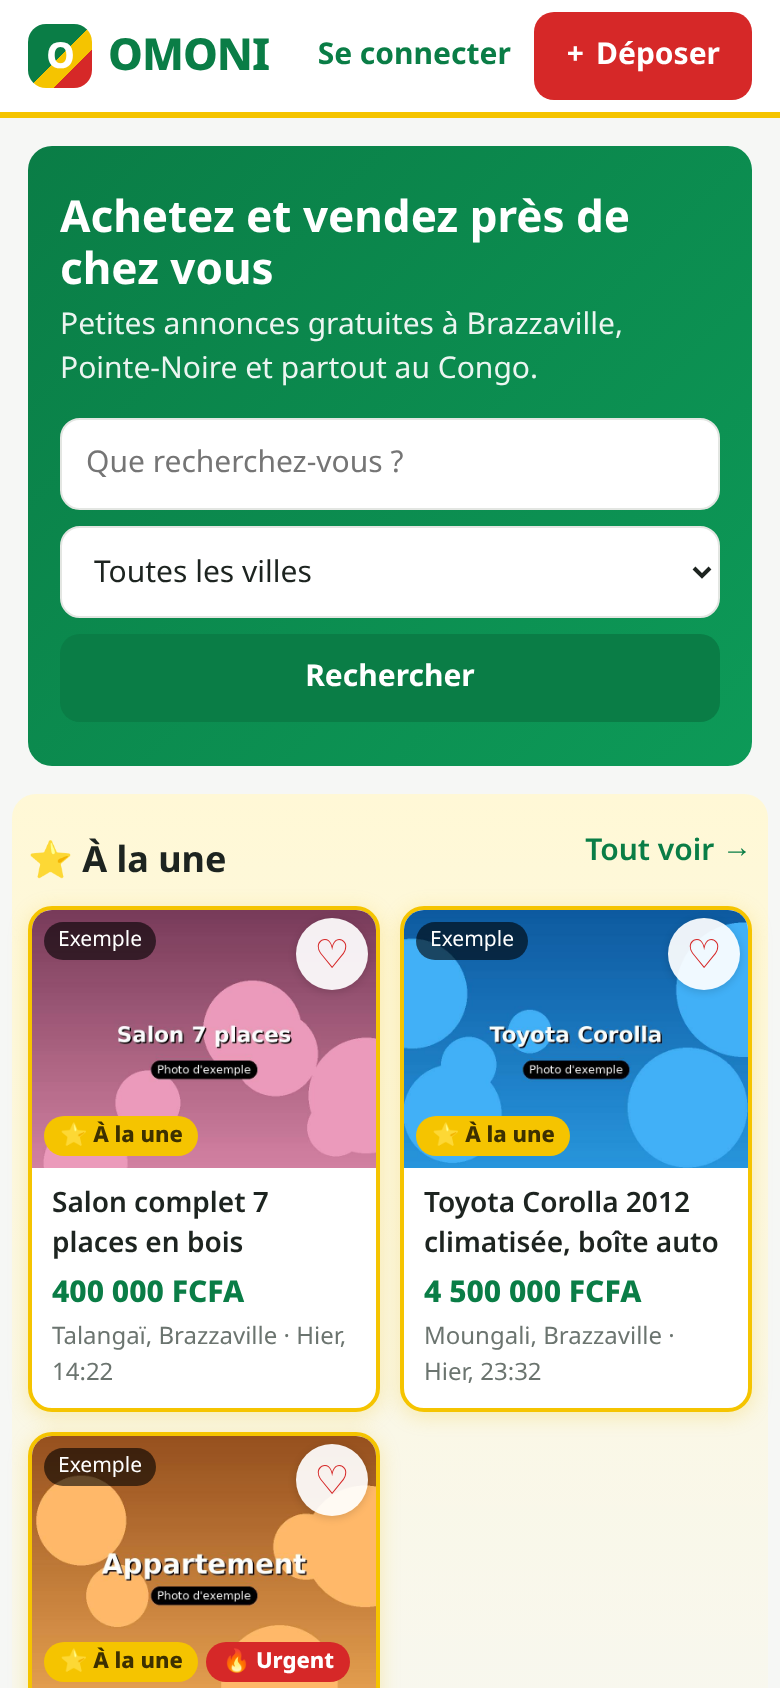 O OMONI Se connecter + Déposer
Achetez et vendez près de
chez vous
Petites annonces gratuites à Brazzaville,
Pointe-Noire et partout au Congo.
Que recherchez-vous ?
Toutes les villes
Rechercher
⭐ À la une
Tout voir →
Exemple
Salon 7 places
Photo d'exemple
⭐ À la une
Salon complet 7
places en bois
400 000 FCFA
Talangaï, Brazzaville · Hier,
14:22
Exemple
Toyota Corolla
Photo d'exemple
⭐ À la une
Toyota Corolla 2012
climatisée, boîte auto
4 500 000 FCFA
Moungali, Brazzaville ·
Hier, 23:32
Exemple
Appartement
Photo d'exemple
⭐ À la une 🔥 Urgent